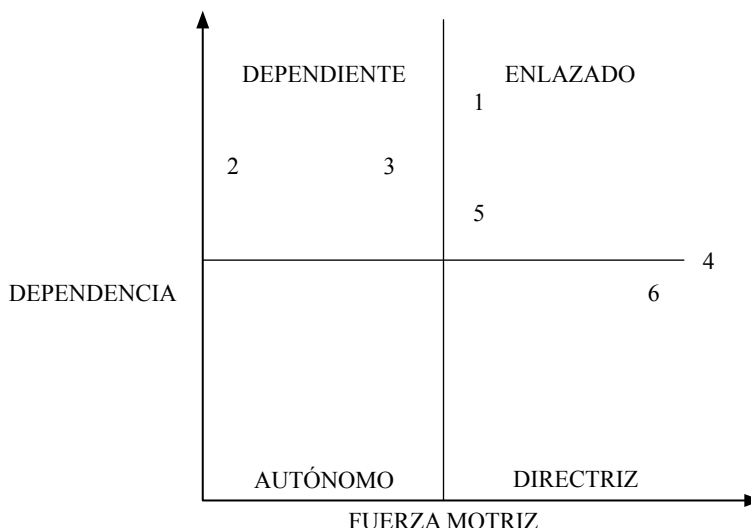 DEPENDIENTE ENLAZADO
1
2 3
5
4
DEPENDENCIA 6
AUTÓNOMO DIRECTRIZ
FUERZA MOTRIZ